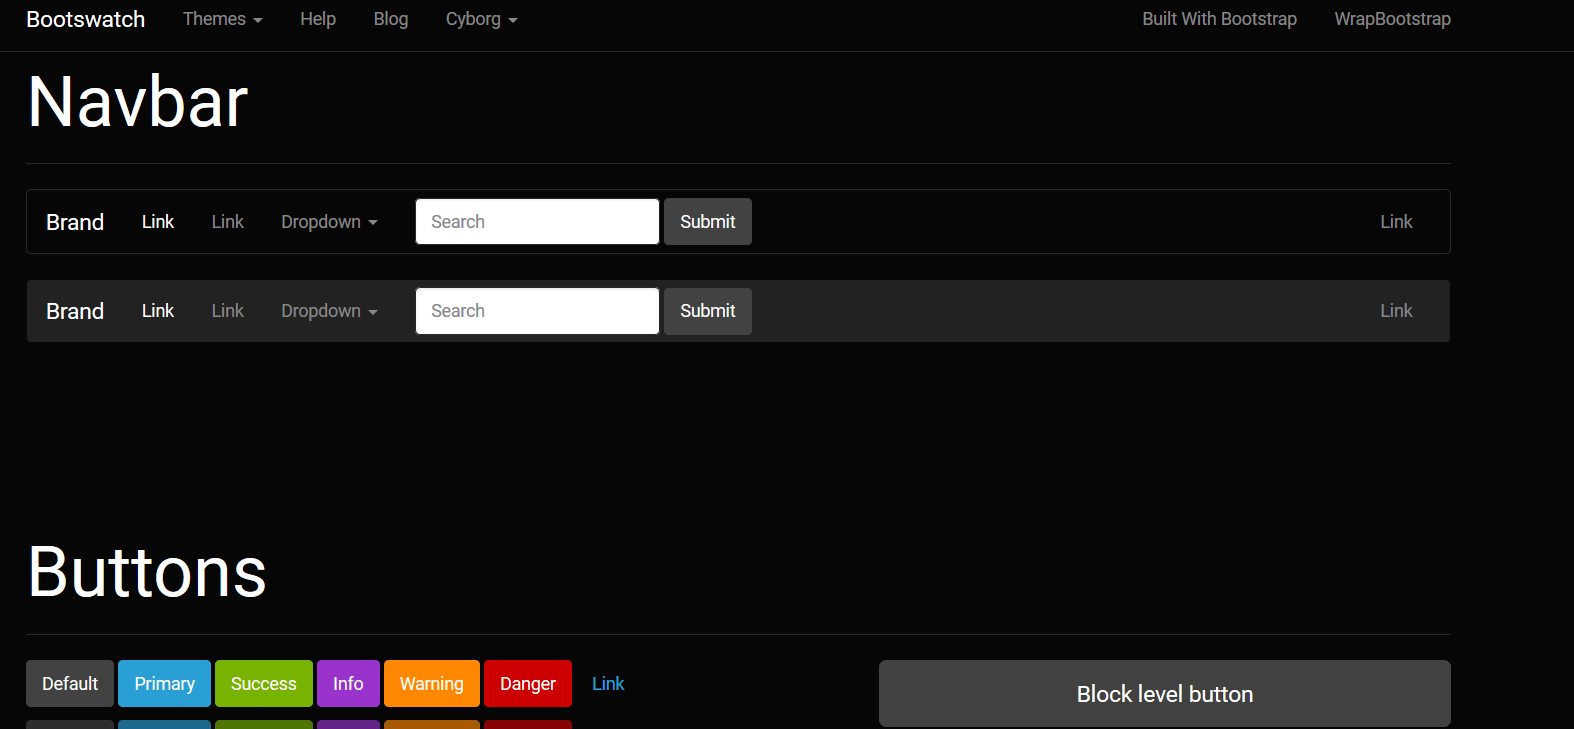 Bootswatch Themes Help Blog Cyborg Built With Bootstrap WrapBootstrap
Navbar
Brand Link Link Dropdown Search Submit Link
Brand Link Link Dropdown Search Submit Link
Buttons
Default Primary Success Info Warning Danger Link Block level button